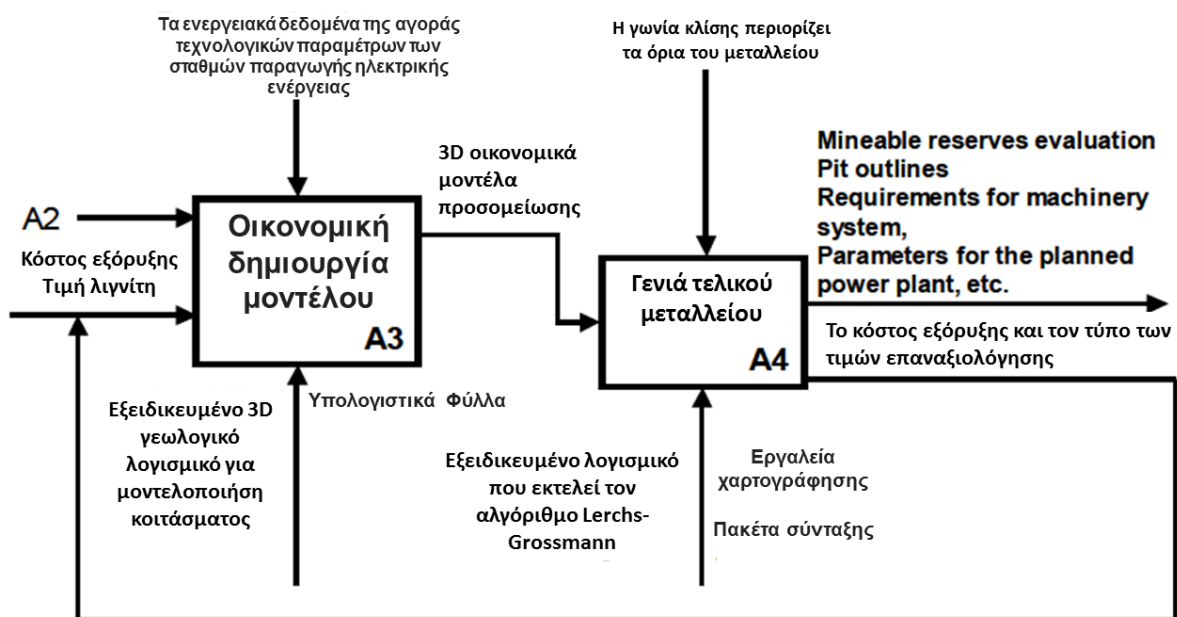 Τα ενεργειακά δεδομένα της αγοράς
τεχνολογικών παραμέτρων των
σταθμών παραγωγής ηλεκτρικής
ενέργειας
Η γωνία κλίσης περιορίζει
τα όρια του μεταλλείου
A2
Κόστος εξόρυξης
Τιμή λιγνίτη
Οικονομική
δημιουργία
μοντέλου
A3
3D οικονομικά
μοντέλα
προσομείωσης
Γενιά τελικού
μεταλλείου
A4
Mineable reserves evaluation
Pit outlines
Requirements for machinery
system,
Parameters for the planned
power plant, etc.
Το κόστος εξόρυξης και τον τύπο των
τιμών επαναξιολόγησης
Εξειδικευμένο 3D
γεωλογικό
λογισμικό για
μοντελοποιήση
κοιτάσματος
Υπολογιστικά Φύλλα
Εξειδικευμένο λογισμικό
που εκτελεί τον
αλγόριθμο Lerchs-
Grossmann
Εργαλεία
χαρτογράφησης
Πακέτα σύνταξης